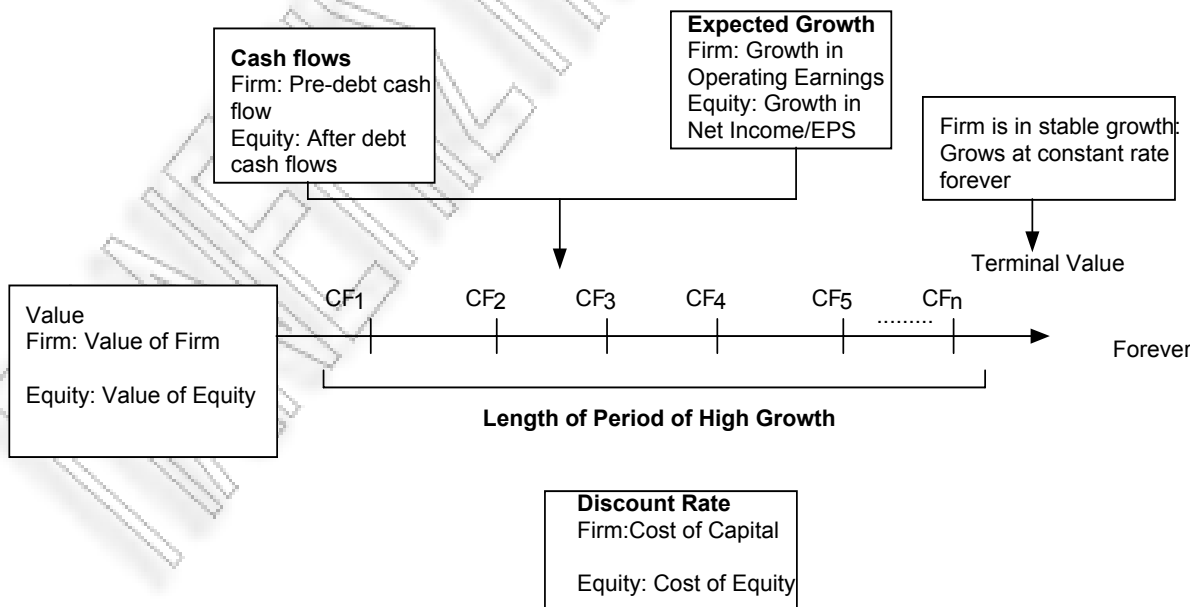 Cash flows
Firm: Pre-debt cash
flow
Equity: After debt
cash flows
Expected Growth
Firm: Growth in
Operating Earnings
Equity: Growth in
Net Income/EPS
Firm is in stable growth:
Grows at constant rate
forever
Terminal Value
CF1 CF2 CF3 CF4 CF5 ......... CFn
Forever
Value
Firm: Value of Firm
Equity: Value of Equity
Length of Period of High Growth
Discount Rate
Firm:Cost of Capital
Equity: Cost of Equity